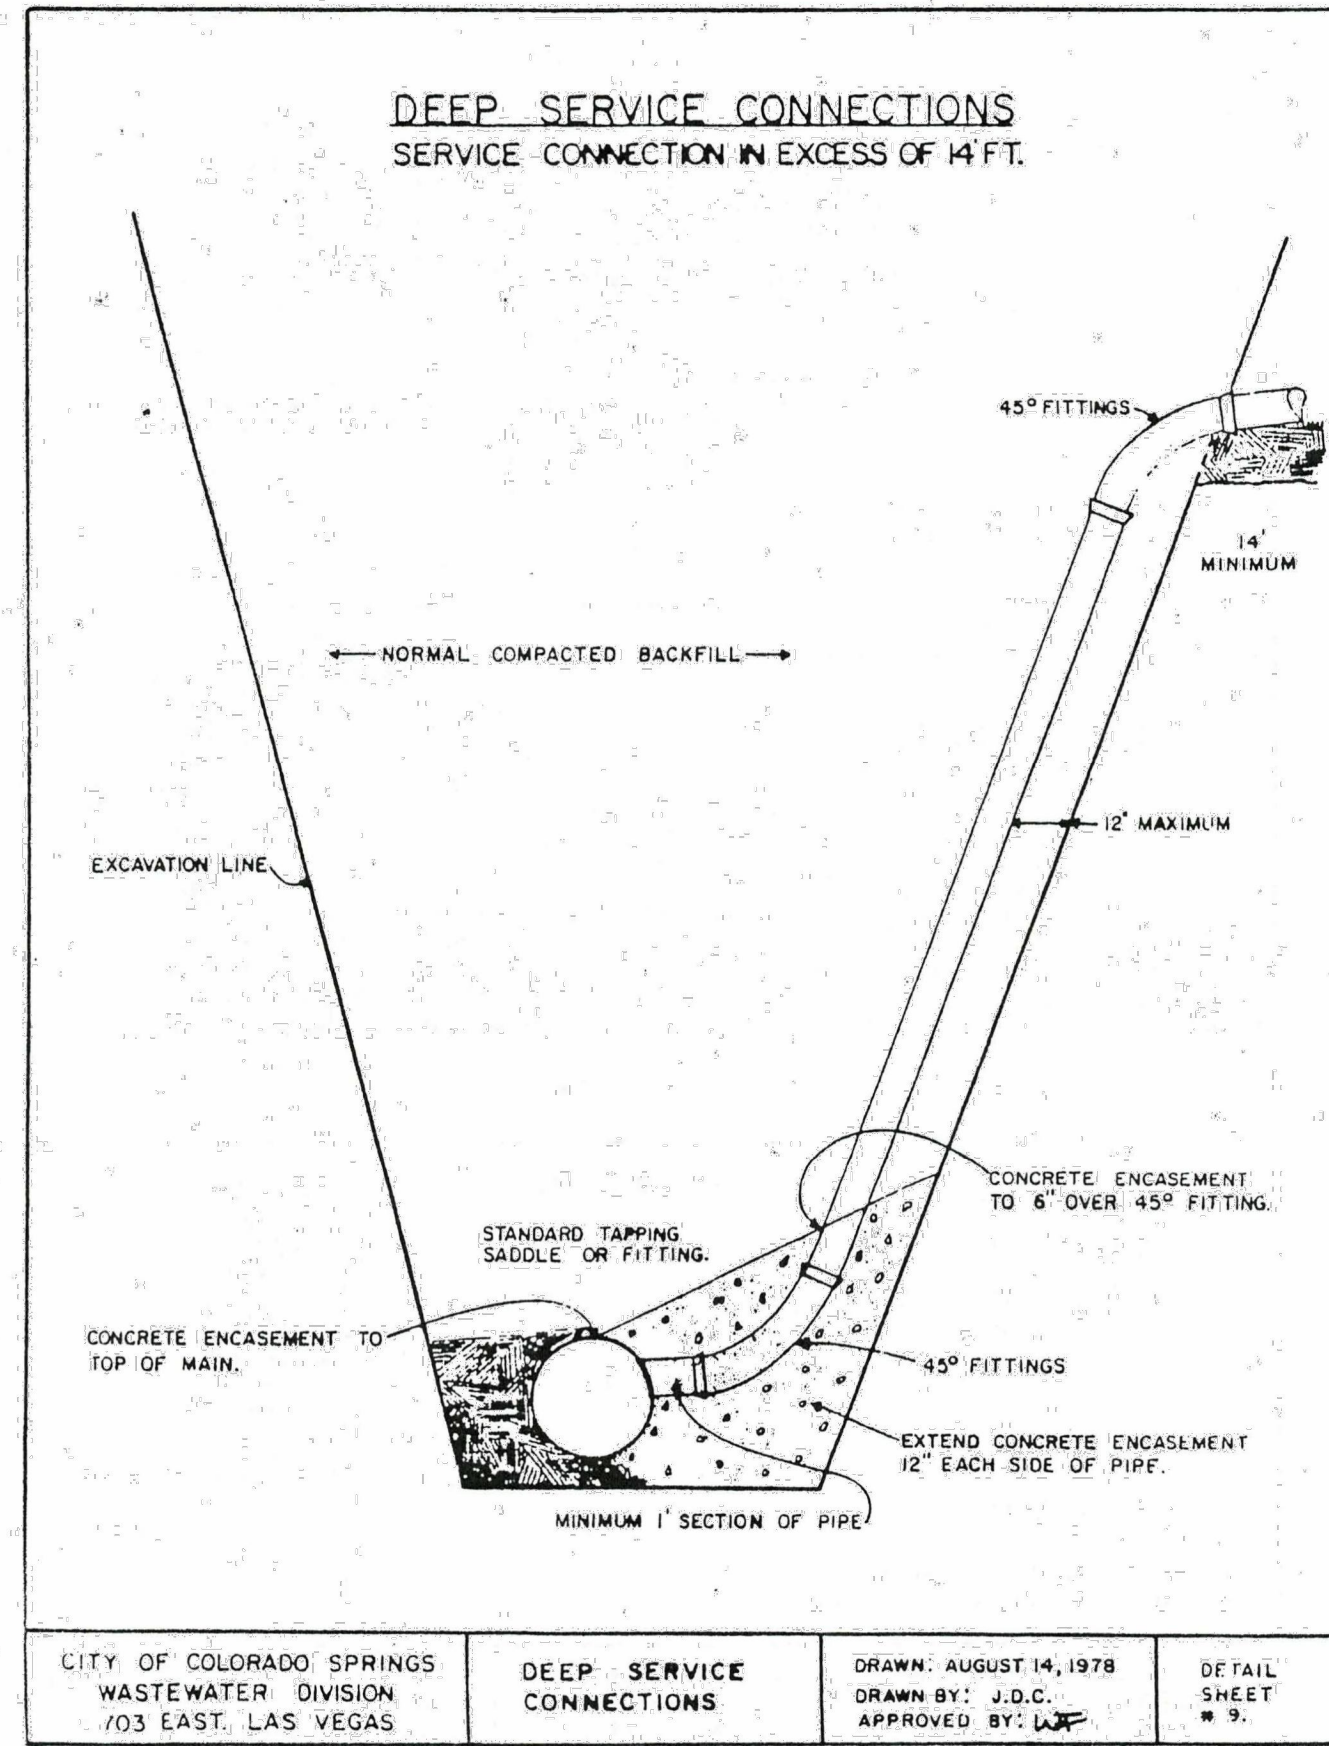 DEEP SERVICE CONNECTIONS
SERVICE CONNECTION IN EXCESS OF 14' FT.
45° FITTINGS
14'
MINIMUM
NORMAL COMPACTED BACKFILL
12" MAXIMUM
EXCAVATION LINE
CONCRETE ENCASEMENT
TO 6" OVER 45° FITTING.
STANDARD TAPPING
SADDLE OR FITTING.
CONCRETE ENCASEMENT TO
TOP OF MAIN.
45° FITTINGS
EXTEND CONCRETE ENCASEMENT
12" EACH SIDE OF PIPE.
MINIMUM 1' SECTION OF PIPE
CITY OF COLORADO SPRINGS
WASTEWATER DIVISION
703 EAST. LAS VEGAS
DEEP SERVICE
CONNECTIONS
DRAWN: AUGUST 14, 1978
DRAWN BY: J.D.C.
APPROVED BY:
DETAIL
SHEET
# 9.